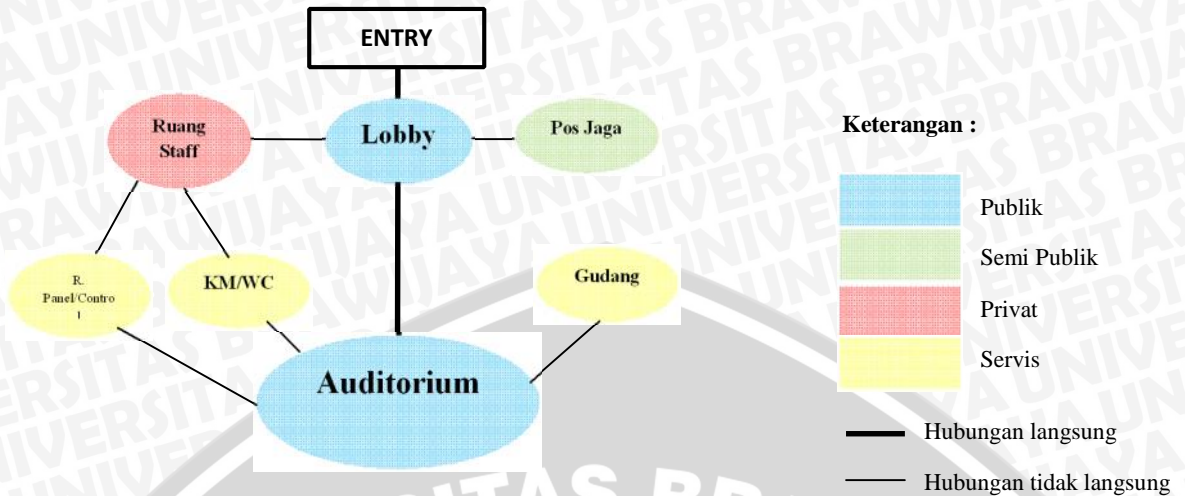 ENTRY
Ruang
Staff
Lobby
Pos Jaga
R.
Panel/Contro
l
KM/WC
Gudang
Auditorium
Keterangan :
Publik
Semi Publik
Privat
Servis
Hubungan langsung
Hubungan tidak langsung